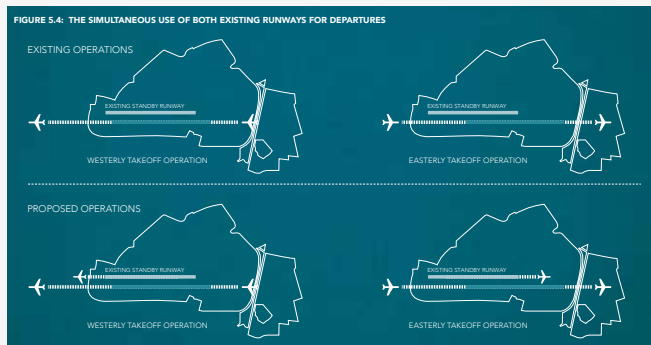 FIGURE 5.4: THE SIMULTANEOUS USE OF BOTH EXISTING RUNWAYS FOR DEPARTURES
EXISTING OPERATIONS
EXISTING STANDBY RUNWAY
EXISTING STANDBY RUNWAY
WESTERLY TAKEOFF OPERATION
EASTERLY TAKEOFF OPERATION
PROPOSED OPERATIONS
EXISTING STANDBY RUNWAY
EXISTING STANDBY RUNWAY
WESTERLY TAKEOFF OPERATION
EASTERLY TAKEOFF OPERATION